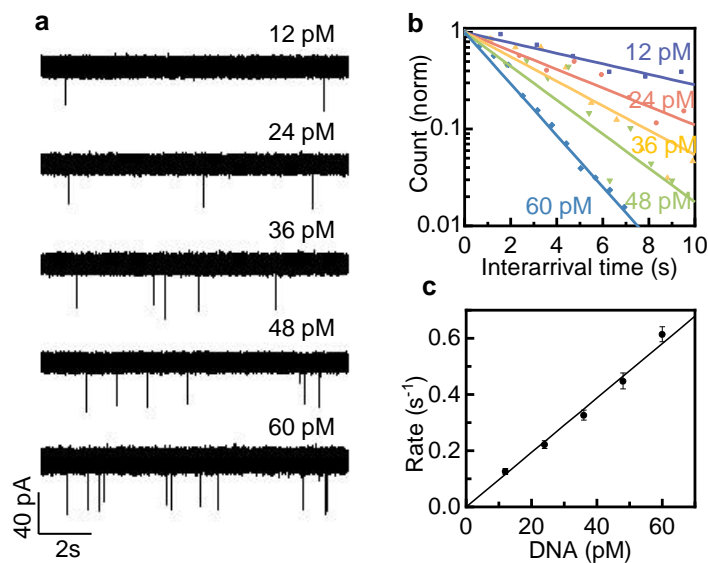 a
12 pM
24 pM
36 pM
48 pM
60 pM
40 pA
2s
b
Count (norm)
1
0.1
0.01
12 pM
24 pM
36 pM
48 pM
60 pM
0 2 4 6 8 10
Interarrival time (s)
c
Rate (s⁻¹)
0.6
0.4
0.2
0.0
0 20 40 60
DNA (pM)